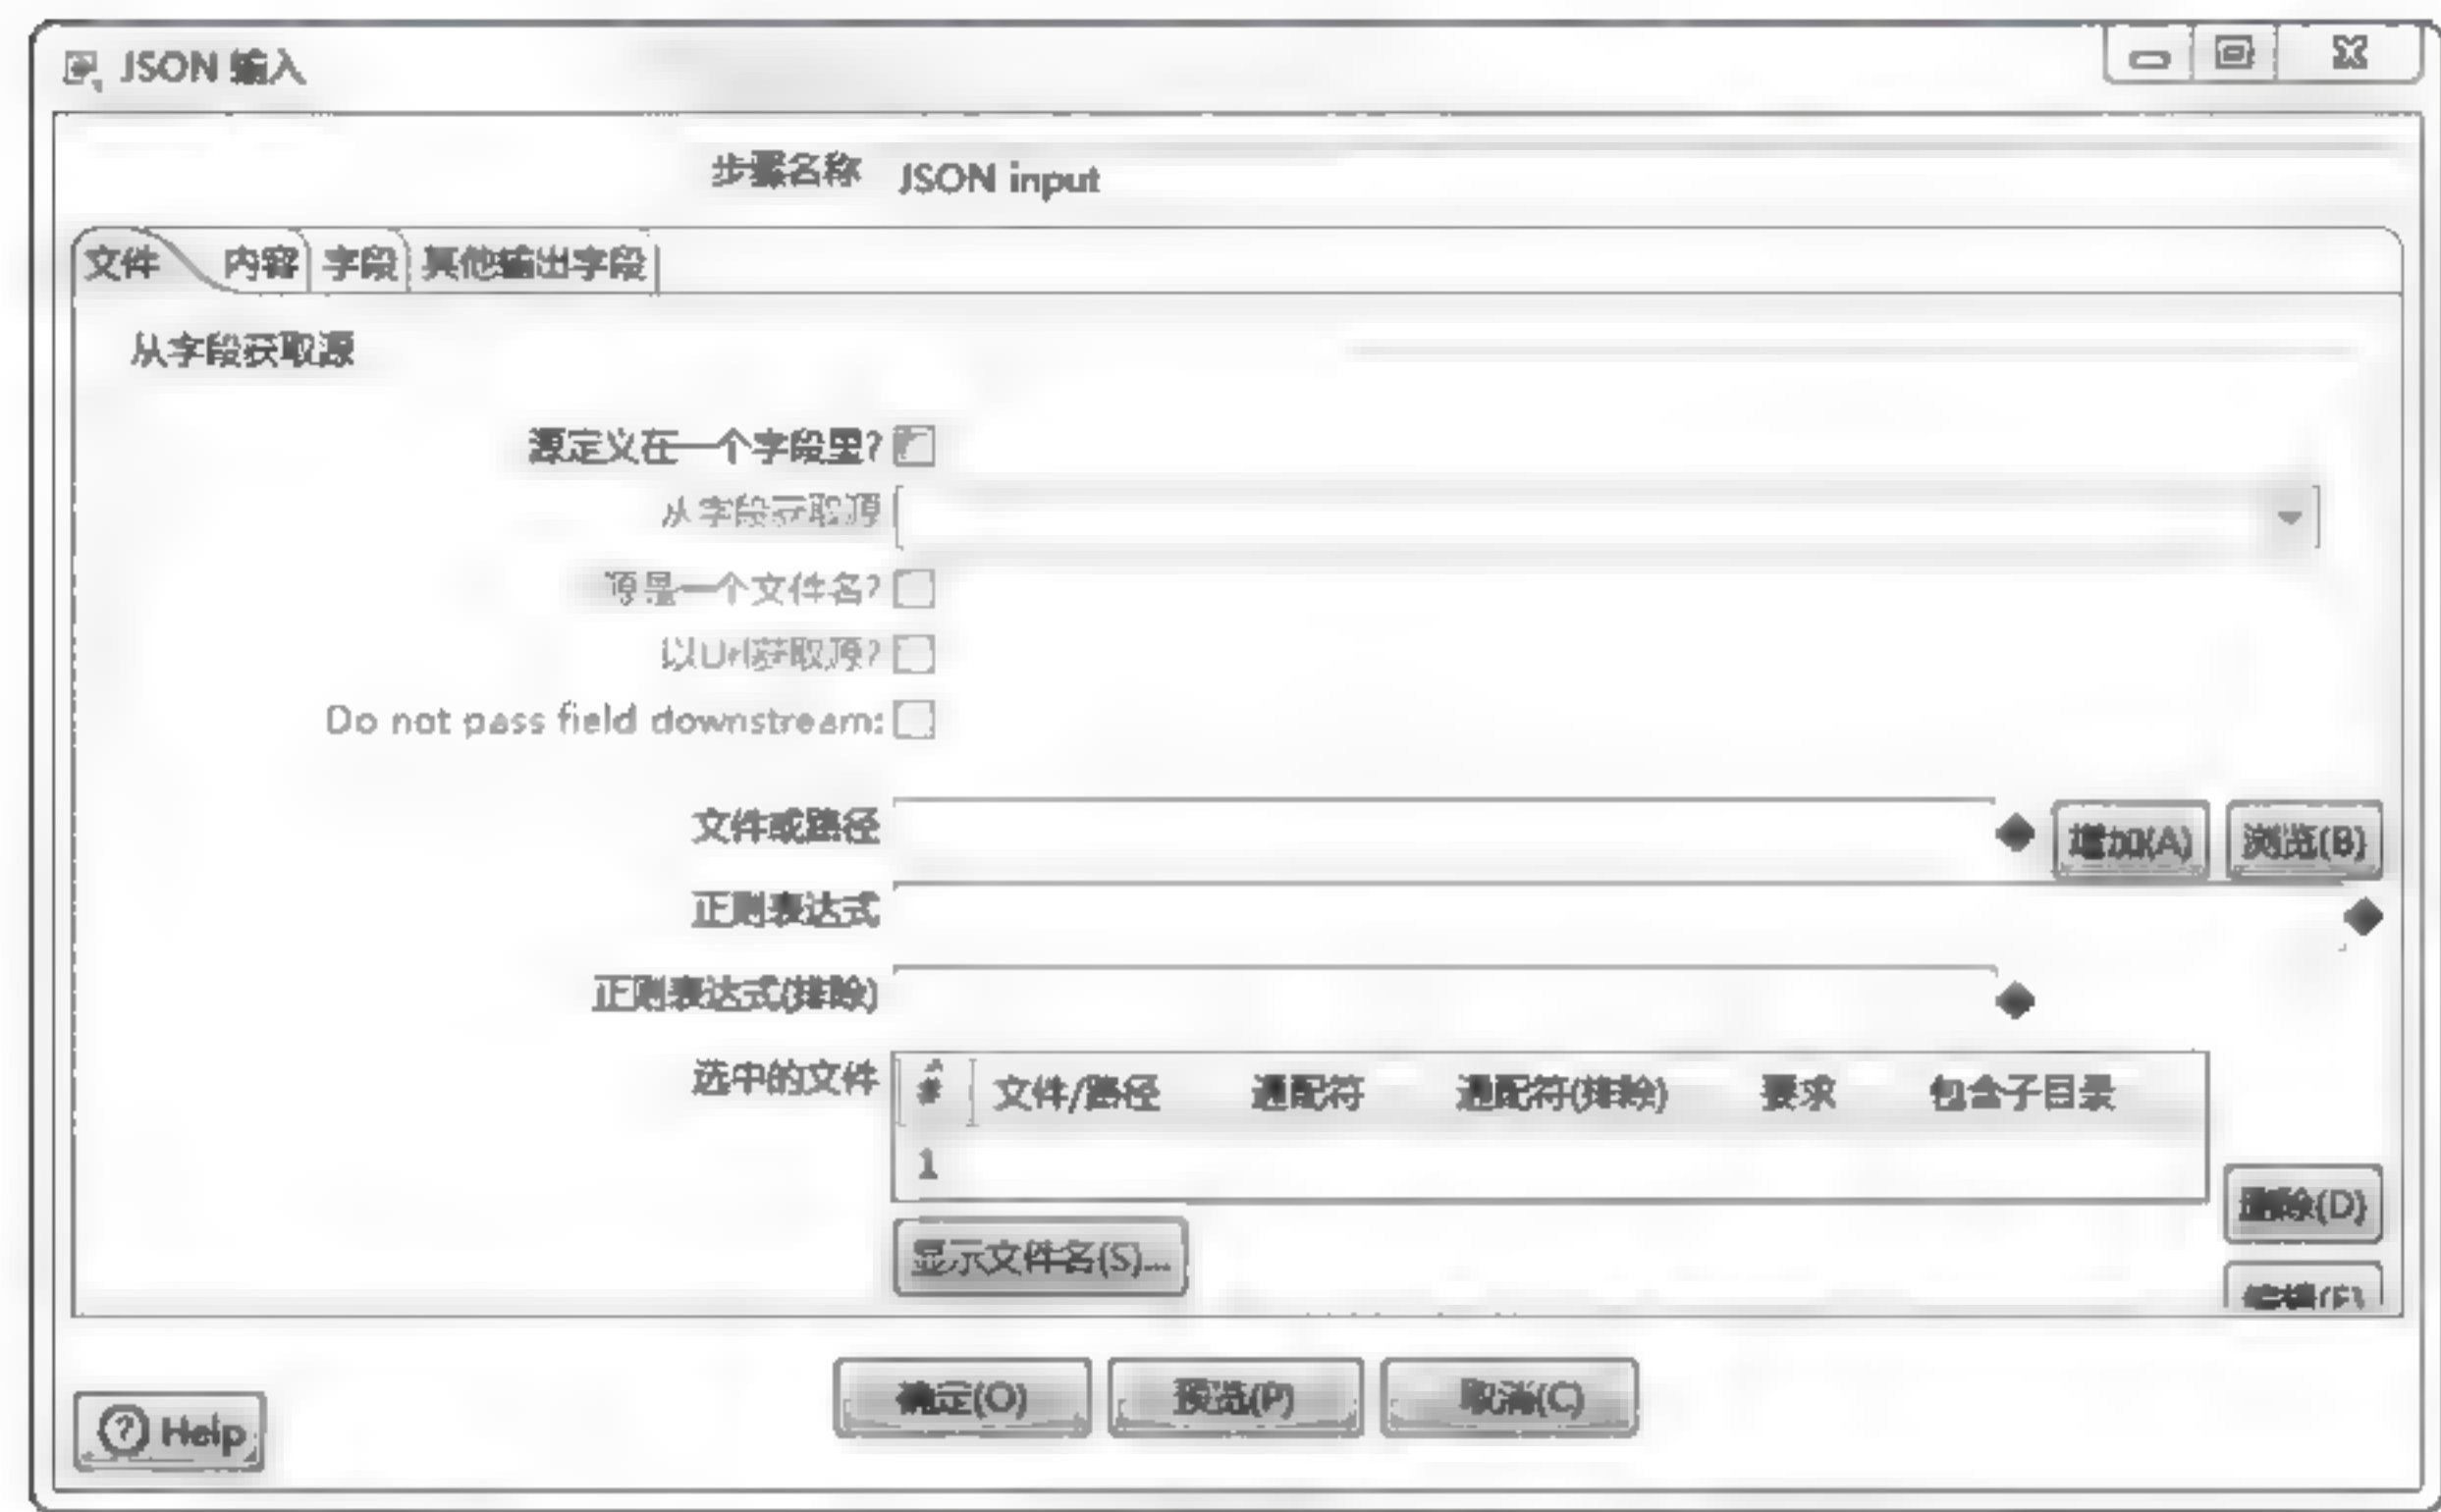 JSON 输入
步骤名称 JSON input
文件 内容 字段 其他输出字段
从字段获取源
源定义在一个字段里?
从字段获取源
源是一个文件名?
以Url获取源?
Do not pass field downstream:
文件或路径 增加(A) 浏览(B)
正则表达式
正则表达式(排除)
选中的文件 # 文件/路径 通配符 通配符(排除) 要求 包含子目录
1
删除(D)
显示文件名(S)...
编辑(E)
确定(O) 预览(P) 取消(C)
Help